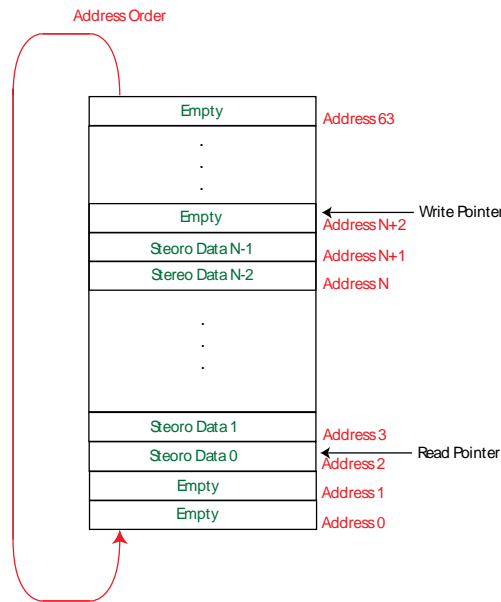 Address Order
Empty
Address 63
.
.
.
Empty
Write Pointer
Address N+2
Steoro Data N-1
Address N+1
Stereo Data N-2
Address N
.
.
.
Steoro Data 1
Address 3
Steoro Data 0
Read Pointer
Address 2
Empty
Address 1
Empty
Address 0